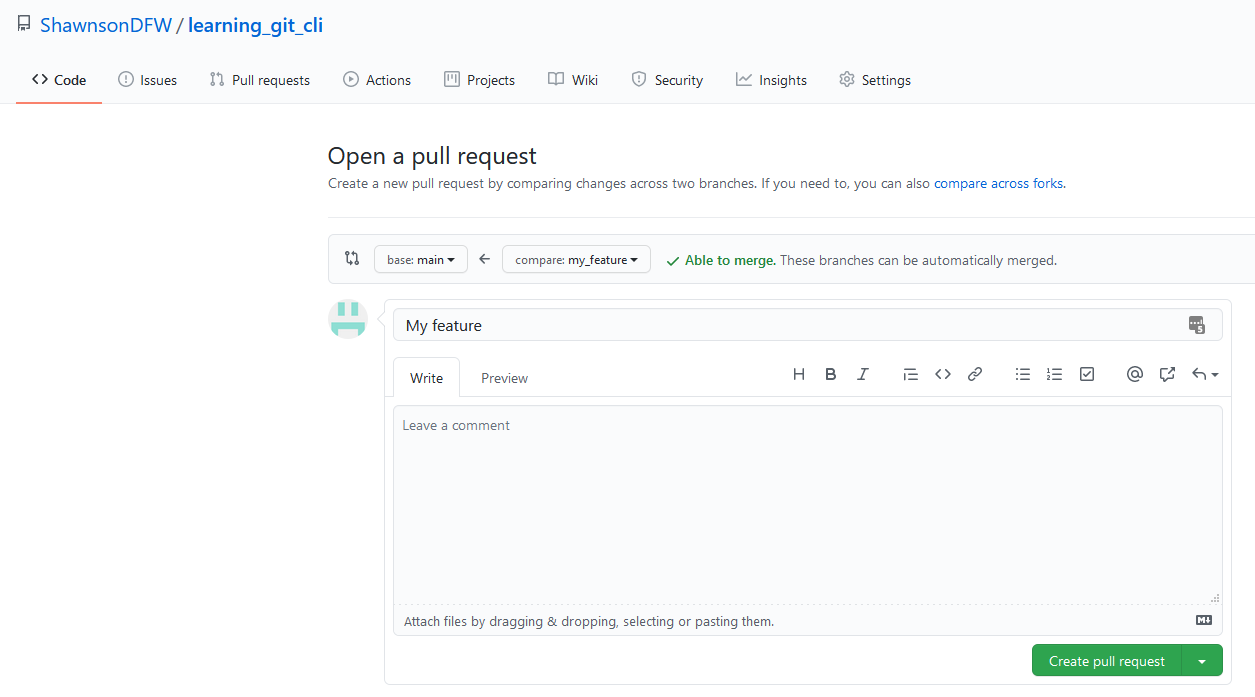 ShawnsonDFW / learning_git_cli
Code Issues Pull requests Actions Projects Wiki Security Insights Settings
Open a pull request
Create a new pull request by comparing changes across two branches. If you need to, you can also compare across forks.
base: main compare: my_feature Able to merge. These branches can be automatically merged.
My feature
Write Preview H B I
Leave a comment
Attach files by dragging & dropping, selecting or pasting them.
Create pull request